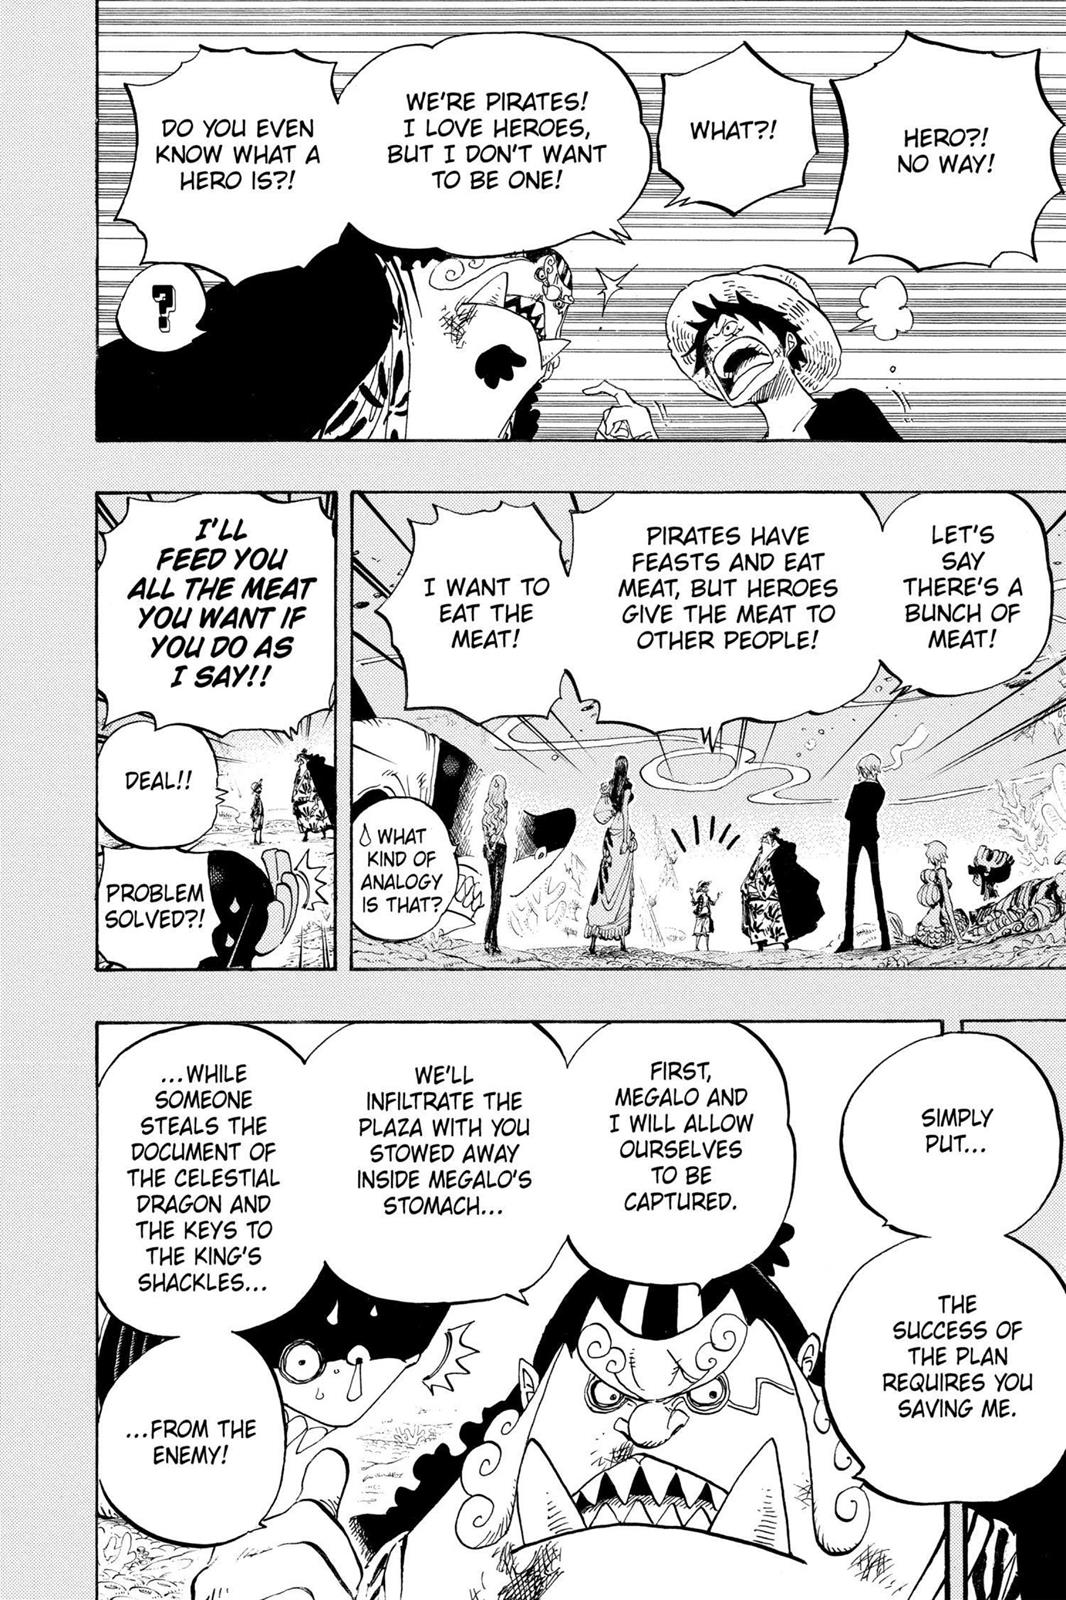 HERO?!
NO WAY!
WHAT?!
WE'RE PIRATES!
I LOVE HEROES,
BUT I DON'T WANT
TO BE ONE!
DO YOU EVEN
KNOW WHAT A
HERO IS?!
?
LET'S
SAY
THERE'S A
BUNCH OF
MEAT!
PIRATES HAVE
FEASTS AND EAT
MEAT, BUT HEROES
GIVE THE MEAT TO
OTHER PEOPLE!
I WANT TO
EAT THE
MEAT!
WHAT
KIND OF
ANALOGY
IS THAT?
I'LL
FEED YOU
ALL THE MEAT
YOU WANT IF
YOU DO AS
I SAY!!
DEAL!!
PROBLEM
SOLVED?!
SIMPLY
PUT...
THE
SUCCESS OF
THE PLAN
REQUIRES YOU
SAVING ME.
FIRST,
MEGALO AND
I WILL ALLOW
OURSELVES
TO BE
CAPTURED.
WE'LL
INFILTRATE THE
PLAZA WITH YOU
STOWED AWAY
INSIDE MEGALO'S
STOMACH...
...WHILE
SOMEONE
STEALS THE
DOCUMENT OF
THE CELESTIAL
DRAGON AND
THE KEYS TO
THE KING'S
SHACKLES...
...FROM THE
ENEMY!